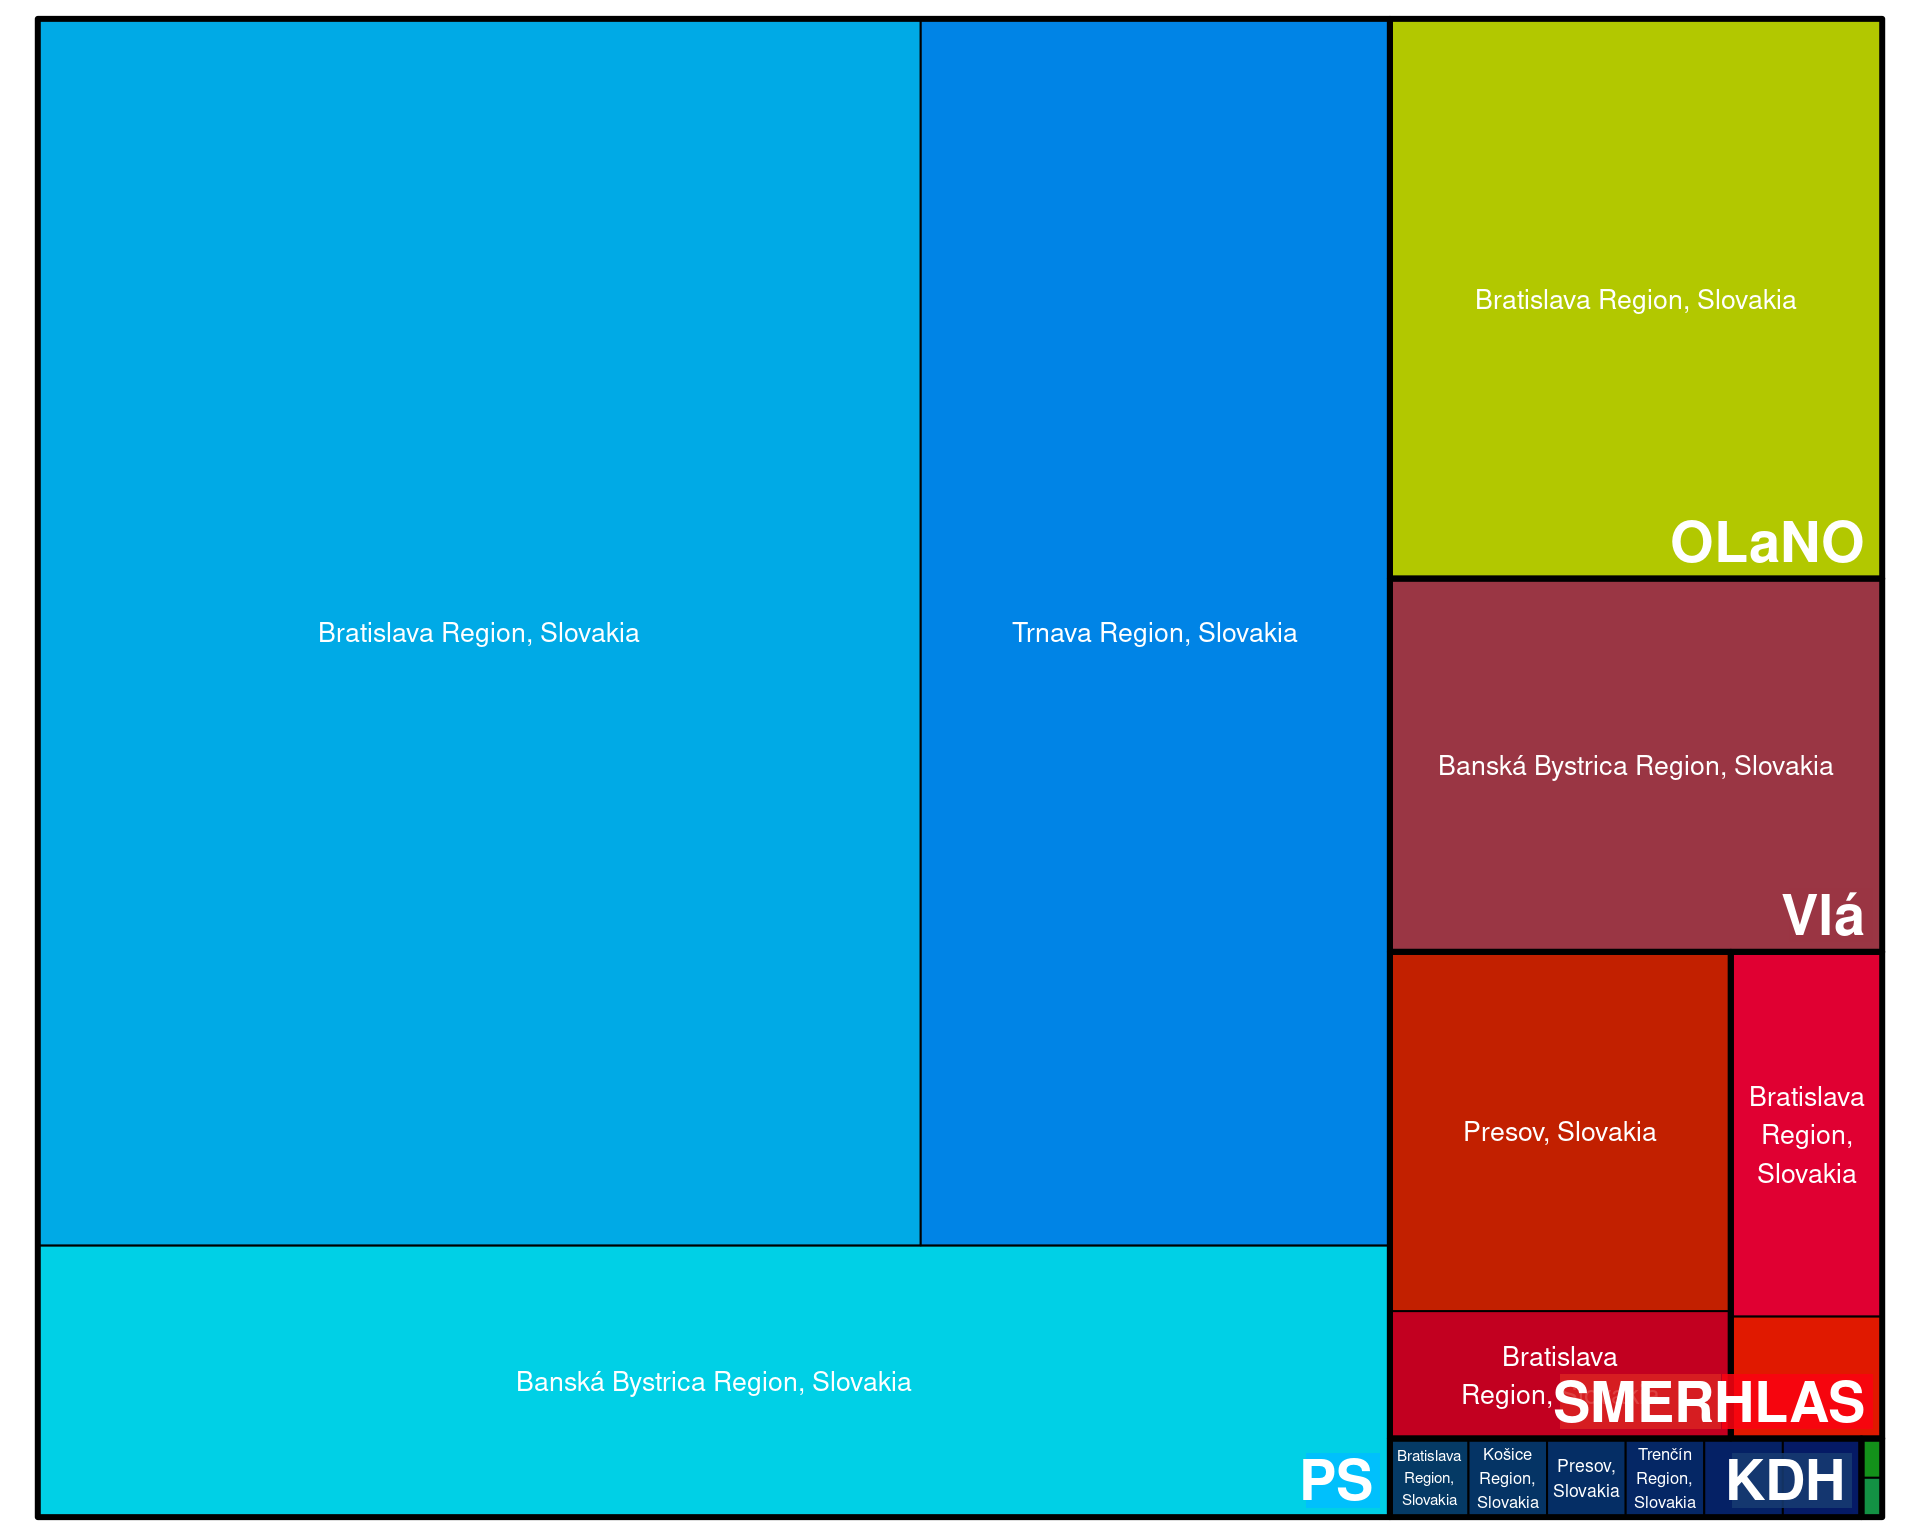 Bratislava Region, Slovakia
Trnava Region, Slovakia
Banská Bystrica Region, Slovakia
PS
Bratislava Region, Slovakia
OLaNO
Banská Bystrica Region, Slovakia
Vlá
Presov, Slovakia
Bratislava
Region,
SMER
Bratislava
Region,
Slovakia
HLAS
Bratislava
Region,
Slovakia
Košice
Region,
Slovakia
Presov,
Slovakia
Trenčín
Region,
Slovakia
KDH